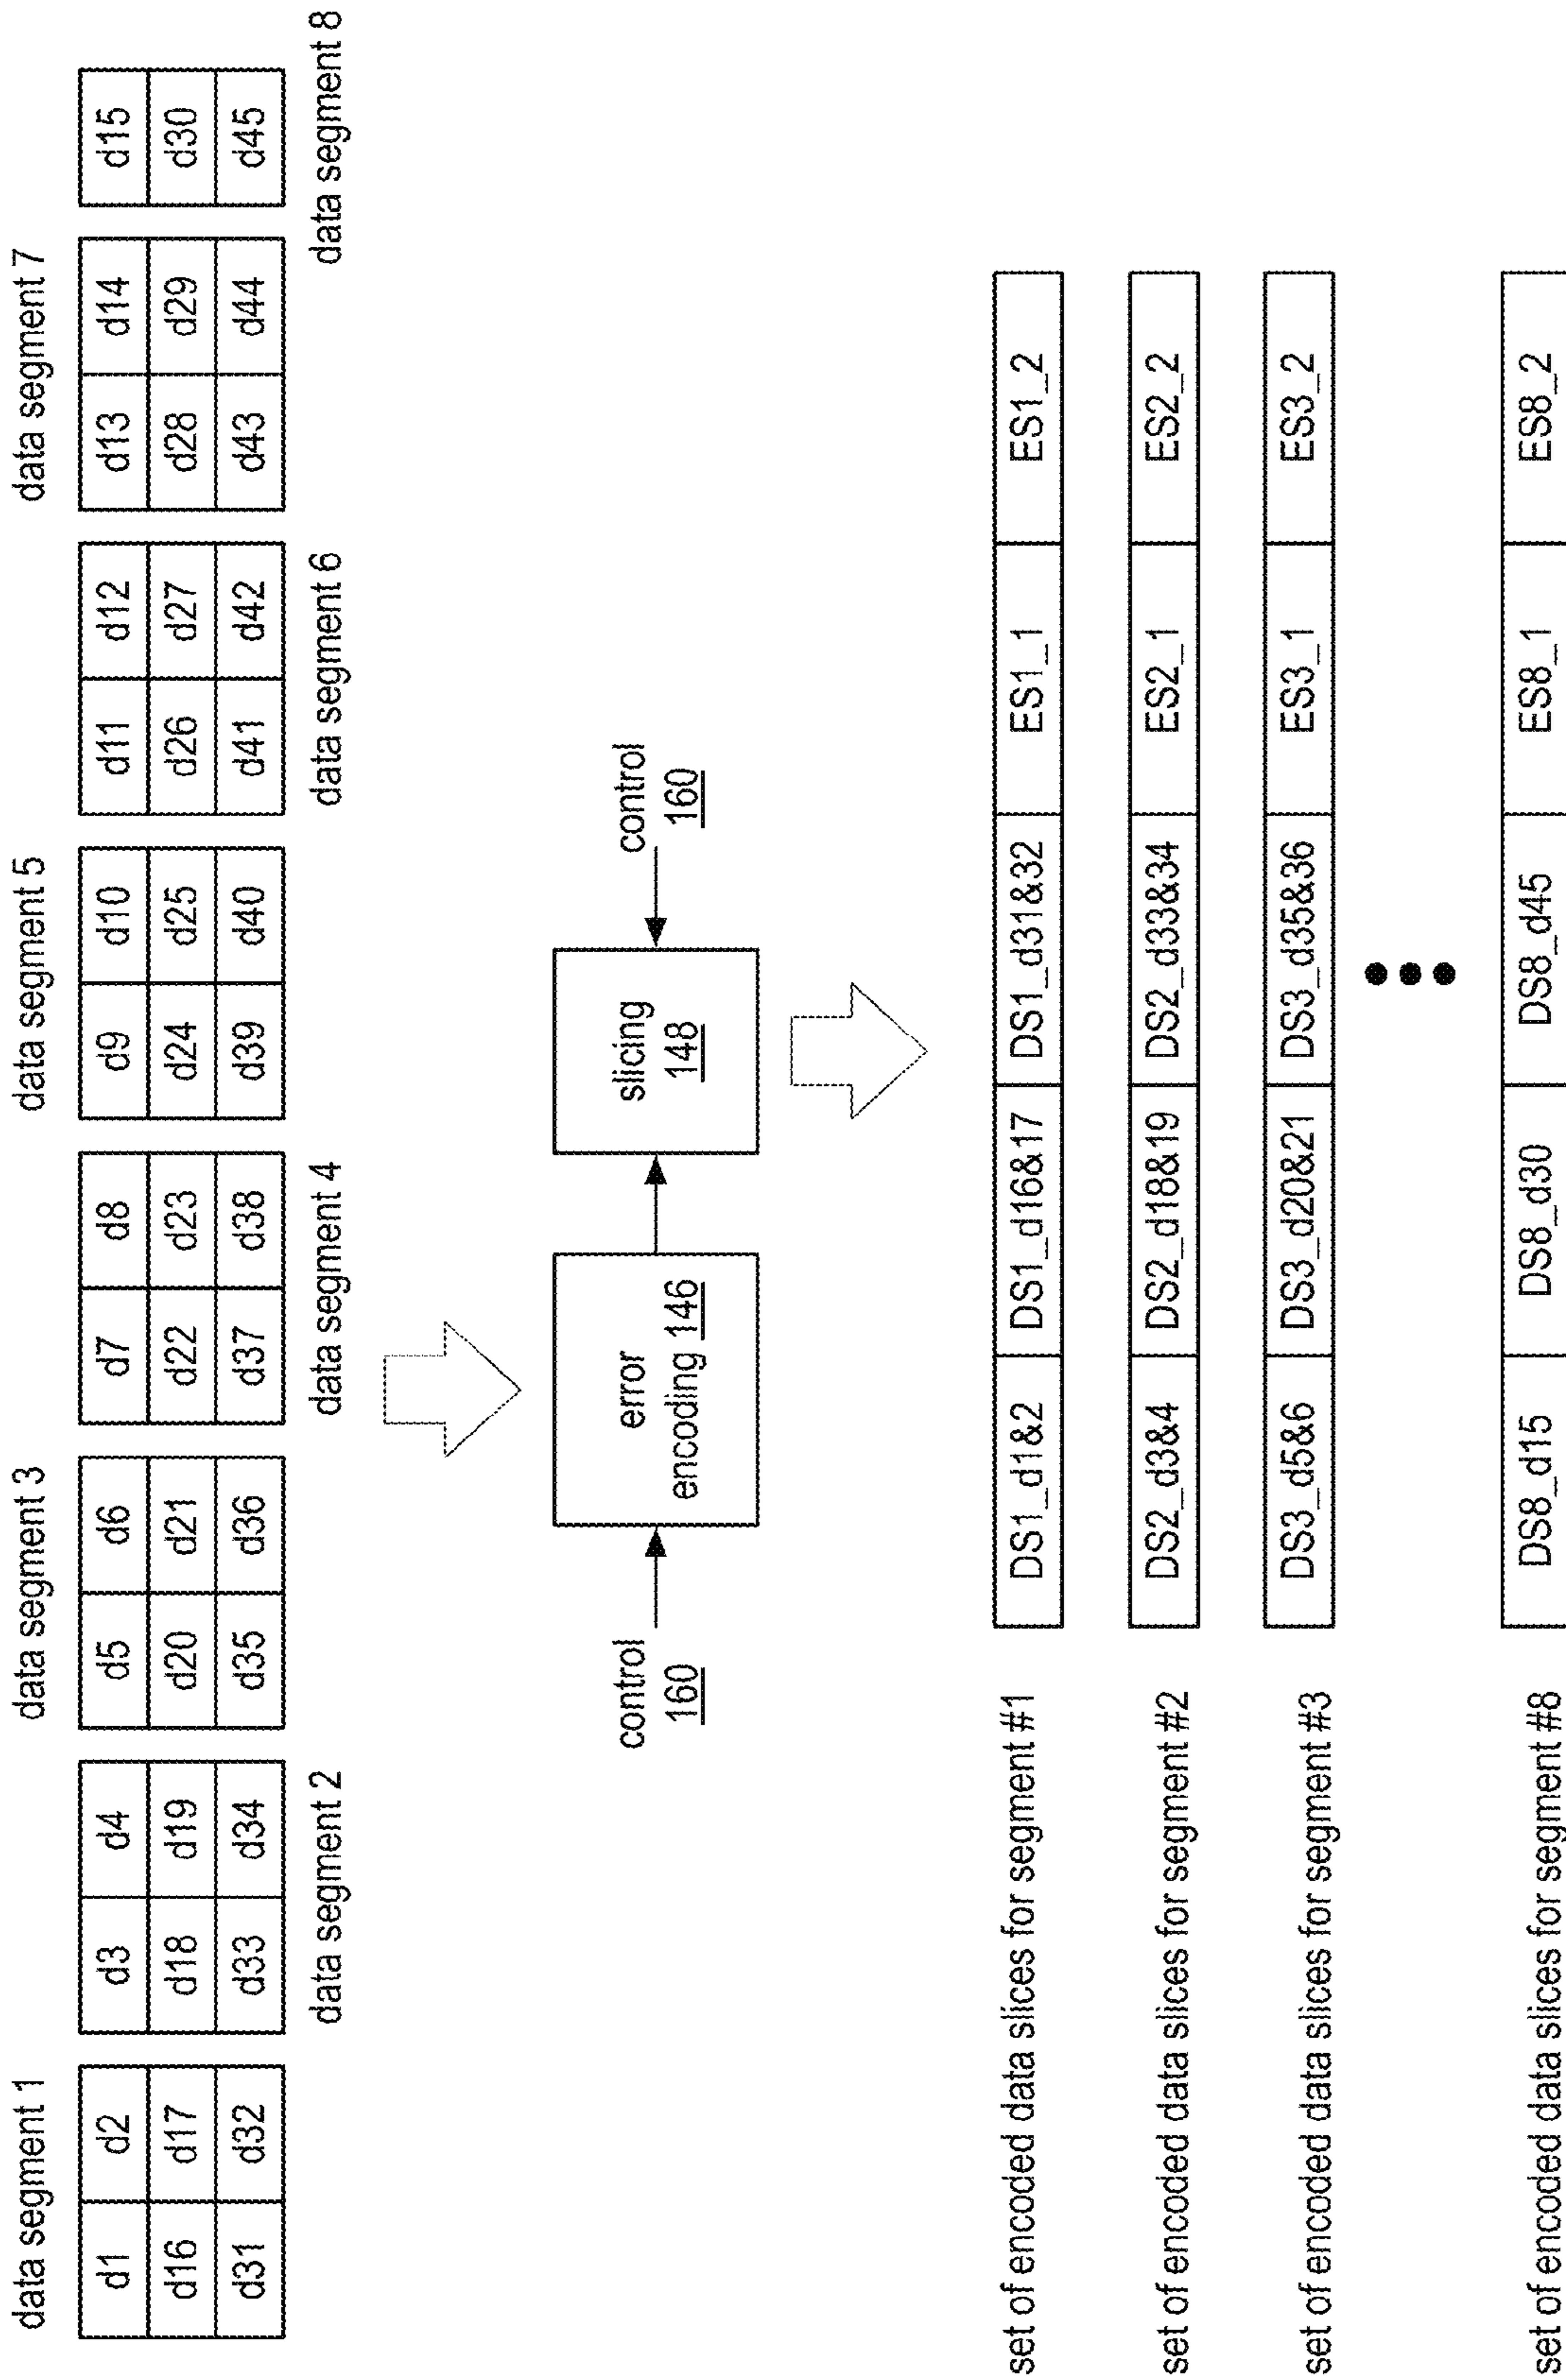 data segment 1
data segment 3
data segment 5
data segment 7
d1 d2 d3 d4 d5 d6 d7 d8 d9 d10 d11 d12 d13 d14 d15
d16 d17 d18 d19 d20 d21 d22 d23 d24 d25 d26 d27 d28 d29 d30
d31 d32 d33 d34 d35 d36 d37 d38 d39 d40 d41 d42 d43 d44 d45
data segment 2
data segment 4
data segment 6
data segment 8
control
160
error
encoding 146
slicing
148
control
160
set of encoded data slices for segment #1 DS1_d1&2 DS1_d16&17 DS1_d31&32 ES1_1 ES1_2
set of encoded data slices for segment #2 DS2_d3&4 DS2_d18&19 DS2_d33&34 ES2_1 ES2_2
set of encoded data slices for segment #3 DS3_d5&6 DS3_d20&21 DS3_d35&36 ES3_1 ES3_2
set of encoded data slices for segment #8 DS8_d15 DS8_d30 DS8_d45 ES8_1 ES8_2